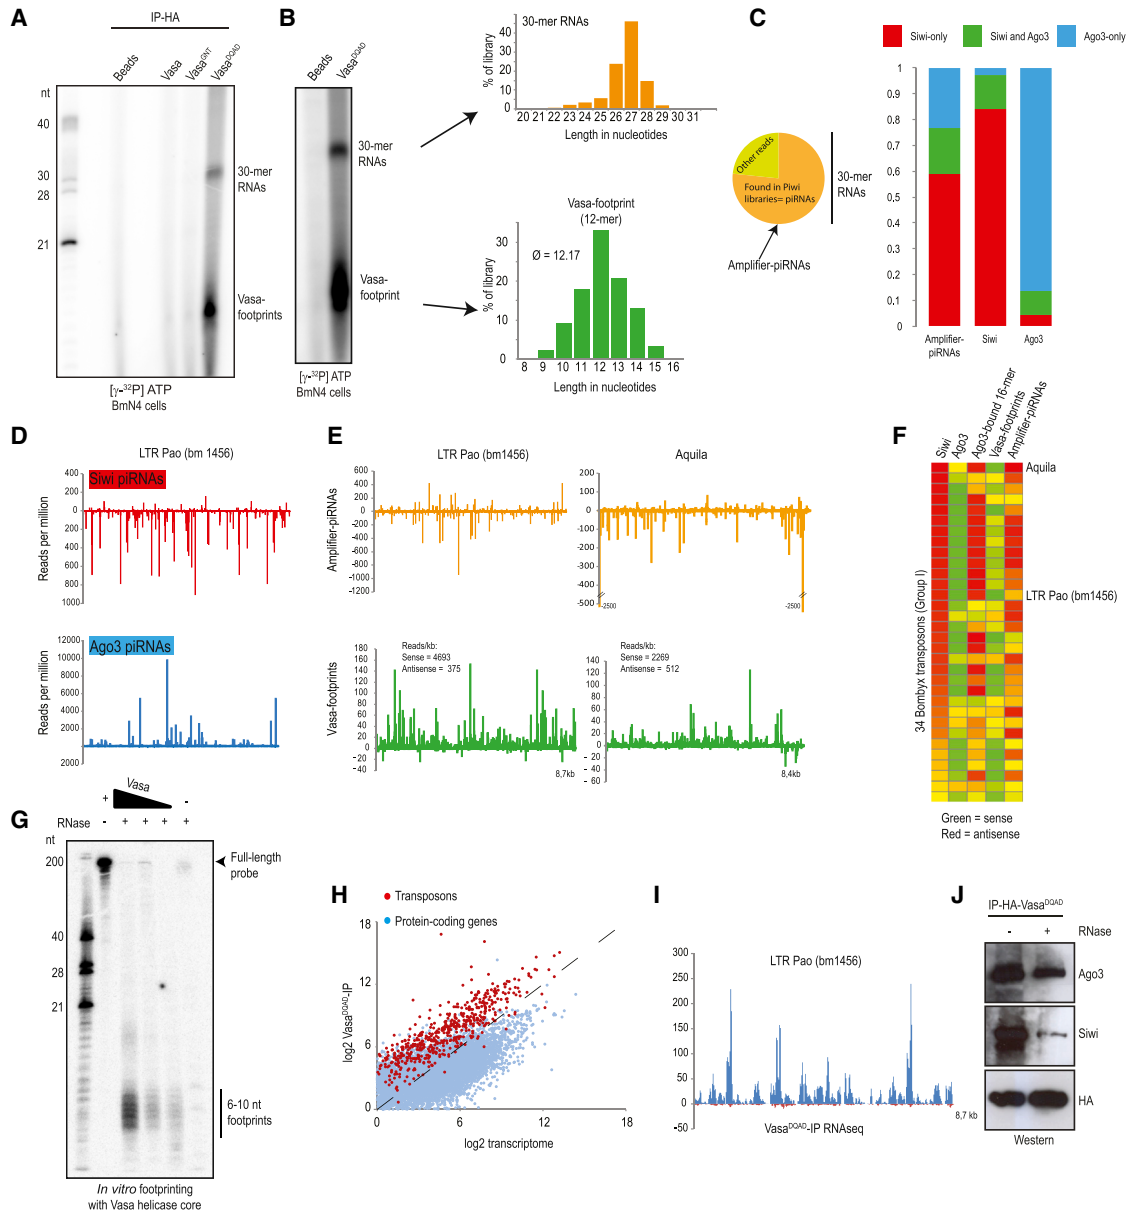 A
IP-HA
Beads
Vasa
Vasa^GNT
Vasa^DQAD
nt
40
30
28
21
30-mer
RNAs
Vasa-
footprints
[γ-³²P] ATP
BmN4 cells
B
Beads
Vasa^DQAD
30-mer
RNAs
Vasa-
footprint
[γ-³²P] ATP
BmN4 cells
30-mer RNAs
% of library
50
40
30
20
10
0
20 21 22 23 24 25 26 27 28 29 30 31
Length in nucleotides
Vasa-footprint
(12-mer)
Ø = 12.17
% of library
30
20
10
0
8 9 10 11 12 13 14 15 16
Length in nucleotides
C
Siwi-only
Siwi and Ago3
Ago3-only
Other reads
Found in Piwi
libraries= piRNAs
30-mer
RNAs
Amplifier-piRNAs
1
0.9
0.8
0.7
0.6
0.5
0.4
0.3
0.2
0.1
0
Amplifier-
piRNAs
Siwi
Ago3
D
LTR Pao (bm 1456)
Siwi piRNAs
Reads per million
400
200
0
200
400
600
800
1000
Ago3 piRNAs
Reads per million
12000
10000
8000
6000
4000
2000
0
2000
E
LTR Pao (bm1456)
Aquila
Amplifier-piRNAs
600
400
200
0
-200
-400
-600
-800
-1000
-1200
200
100
0
-100
-200
-300
-400
-500
-2500
-2500
Vasa-footprints
180
160
140
120
100
80
60
40
20
0
-20
-40
Reads/kb:
Sense = 4693
Antisense = 375
8,7kb
140
120
100
80
60
40
20
0
-20
-40
-60
Reads/kb:
Sense = 2269
Antisense = 512
8,4kb
F
Siwi
Ago3
Ago3-bound 16-mer
Vasa-footprints
Amplifier-piRNAs
Aquila
LTR Pao (bm1456)
34 Bombyx transposons (Group I)
Green = sense
Red = antisense
G
Vasa
+ -
RNase - + + + +
nt
200
40
28
21
Full-length
probe
6-10 nt
footprints
In vitro footprinting
with Vasa helicase core
H
Transposons
Protein-coding genes
log2 Vasa^DQAD-IP
18
12
6
0
0 6 12 18
log2 transcriptome
I
LTR Pao (bm1456)
300
250
200
150
100
50
0
-50
8,7 kb
Vasa^DQAD-IP RNAseq
J
IP-HA-Vasa^DQAD
- + RNase
Ago3
Siwi
HA
Western